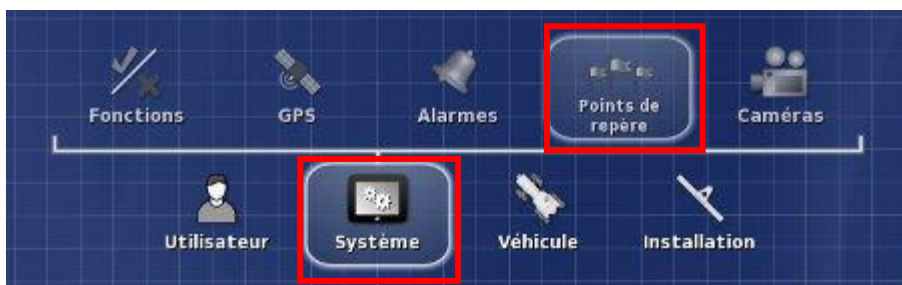 Fonctions
GPS
Alarmes
Points de
repère
Caméras
Utilisateur
Système
Véhicule
Installation